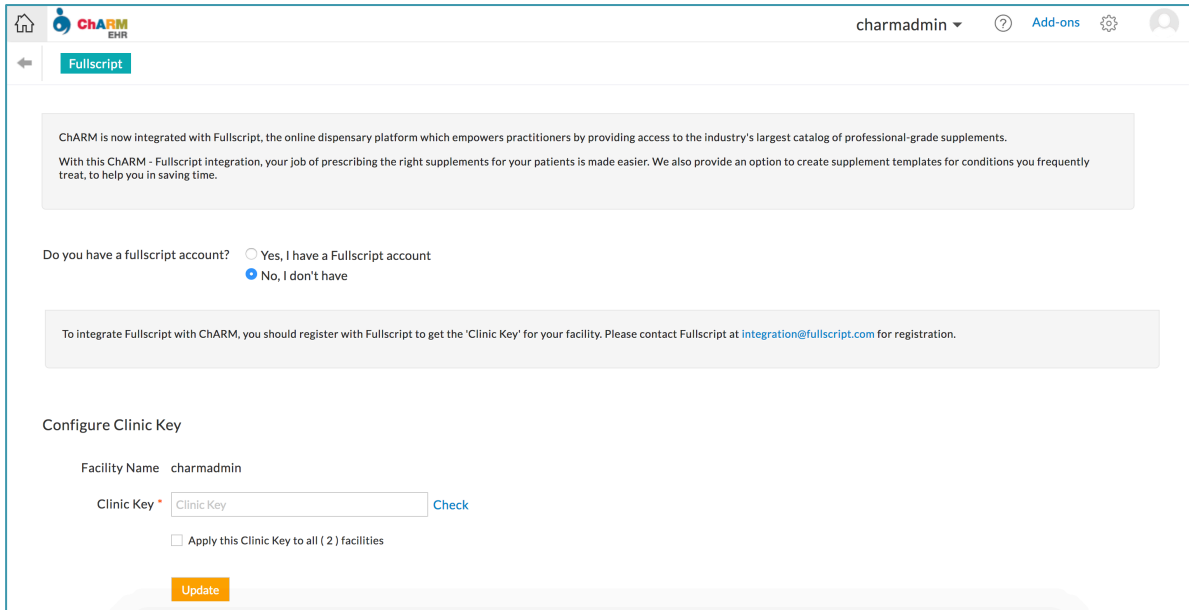 ChARM
EHR
charmadmin
?
Add-ons
Fullscript
ChARM is now integrated with Fullscript, the online dispensary platform which empowers practitioners by providing access to the industry's largest catalog of professional-grade supplements.
With this ChARM - Fullscript integration, your job of prescribing the right supplements for your patients is made easier. We also provide an option to create supplement templates for conditions you frequently
treat, to help you in saving time.
Do you have a fullscript account? Yes, I have a Fullscript account
No, I don't have
To integrate Fullscript with ChARM, you should register with Fullscript to get the 'Clinic Key' for your facility. Please contact Fullscript at integration@fullscript.com for registration.
Configure Clinic Key
Facility Name charmadmin
Clinic Key * Clinic Key Check
Apply this Clinic Key to all ( 2 ) facilities
Update